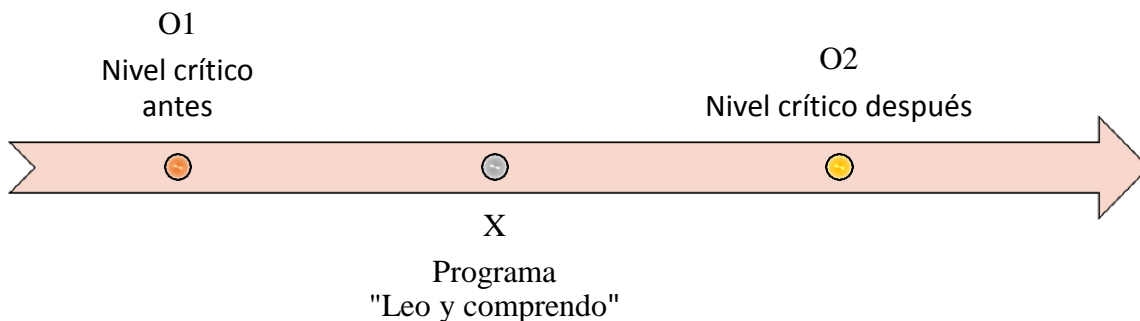 O1
Nivel crítico
antes
O2
Nivel crítico después
X
Programa
"Leo y comprendo"